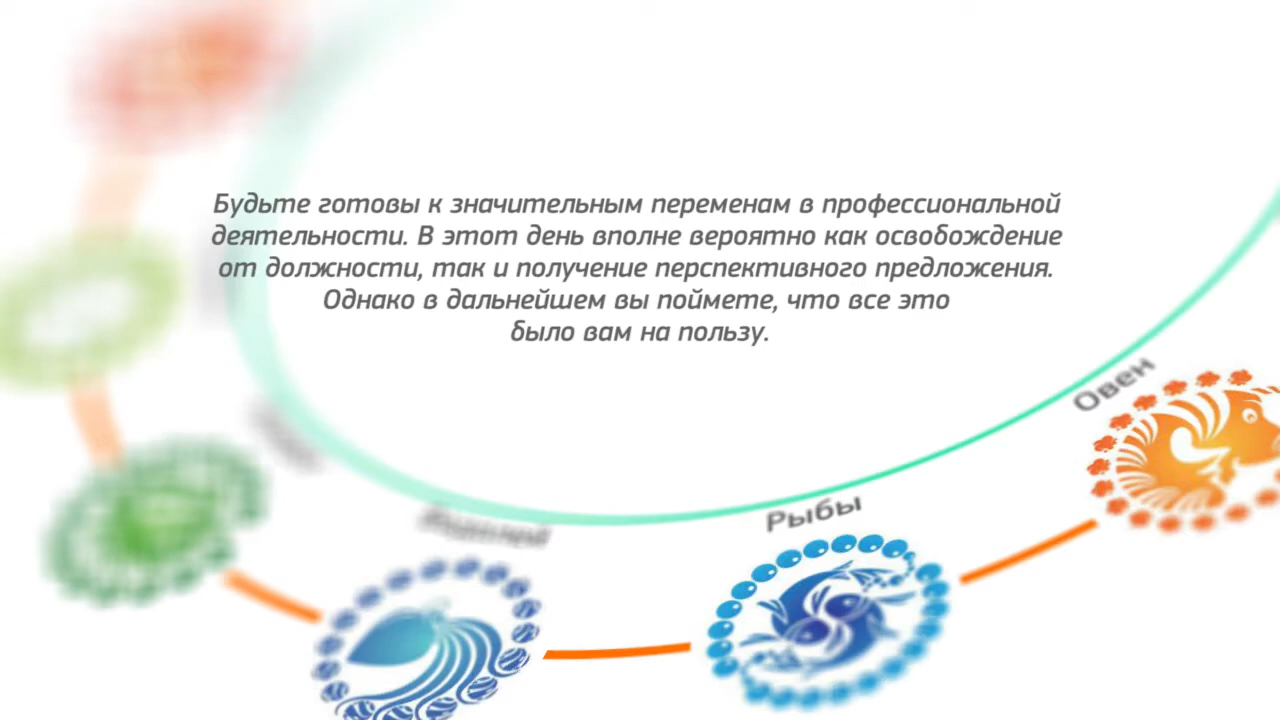 Будьте готовы к значительным переменам в профессиональной
деятельности. В этот день вполне вероятно как освобождение
от должности, так и получение перспективного предложения.
Однако в дальнейшем вы поймете, что все это
было вам на пользу.
Овен
Рыбы
Водолей